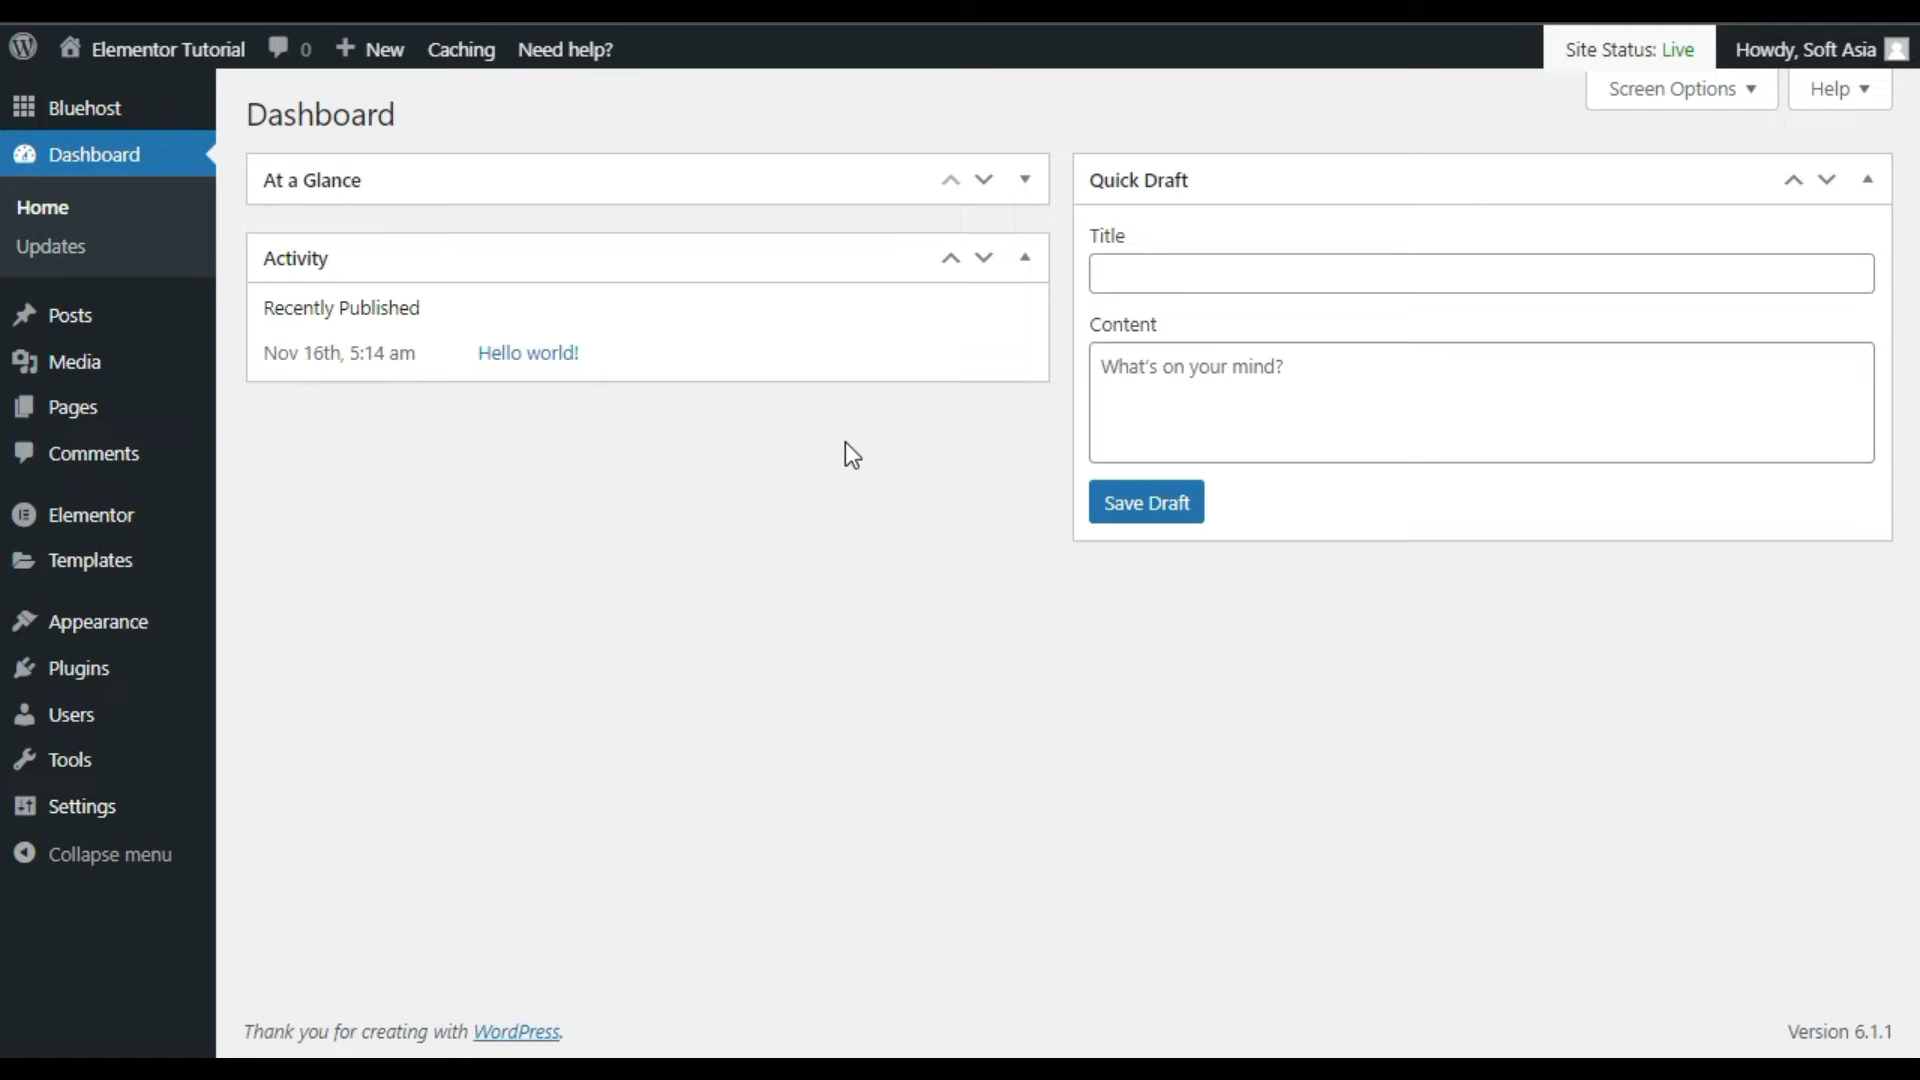 Elementor Tutorial 0 New Caching Need help? Site Status: Live Howdy, Soft Asia
Screen Options Help
Bluehost
Dashboard
Home
Updates
Posts
Media
Pages
Comments
Elementor
Templates
Appearance
Plugins
Users
Tools
Settings
Collapse menu
Dashboard
At a Glance
Activity
Recently Published
Nov 16th, 5:14 am Hello world!
Quick Draft
Title
Content
What's on your mind?
Save Draft
Thank you for creating with WordPress.
Version 6.1.1